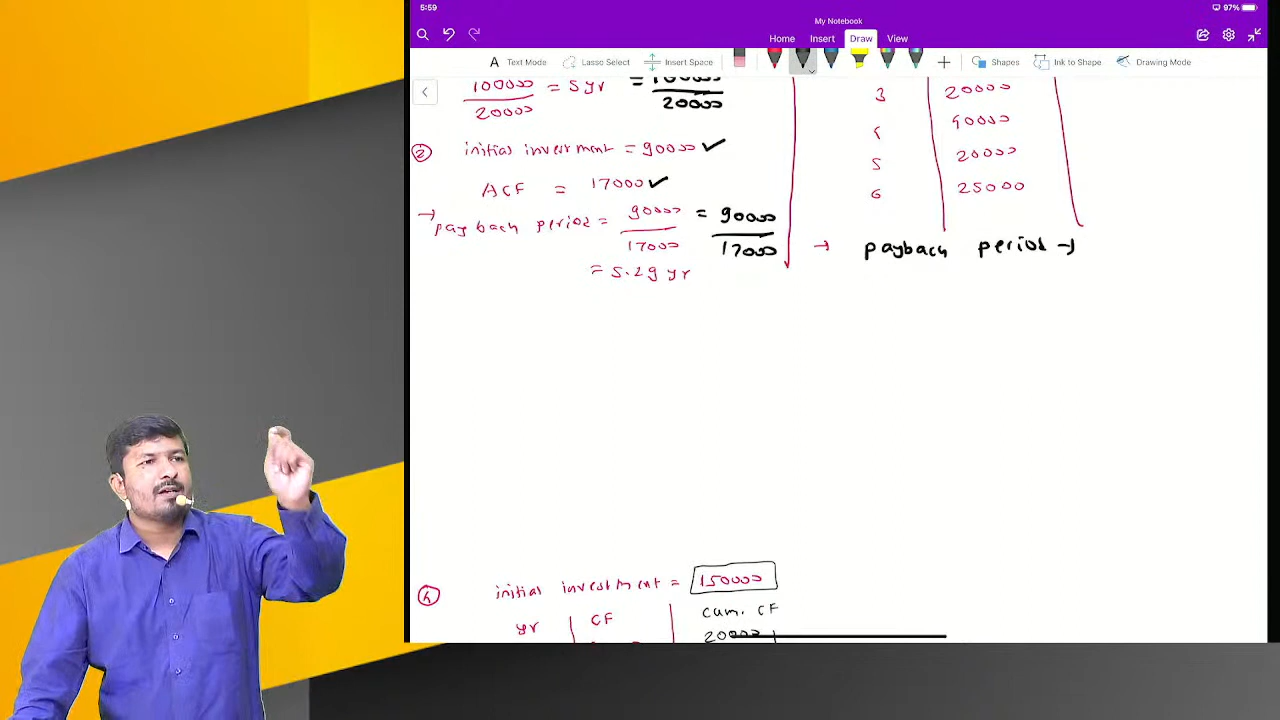 5:59
97%
My Notebook
Home Insert Draw View
Text Mode Lasso Select Insert Space Shapes Ink to Shape Drawing Mode
100000/20000 = 5 yr = 100000/20000
② initial investment = 90000 ✓
ACF = 17000 ✓
→ payback period = 90000/17000 = 90000/17000
= 5.29 yr
3 20000
40000
5 20000
6 25000
→ payback period →
④ initial investment = 150000
yr CF cum. CF
20000